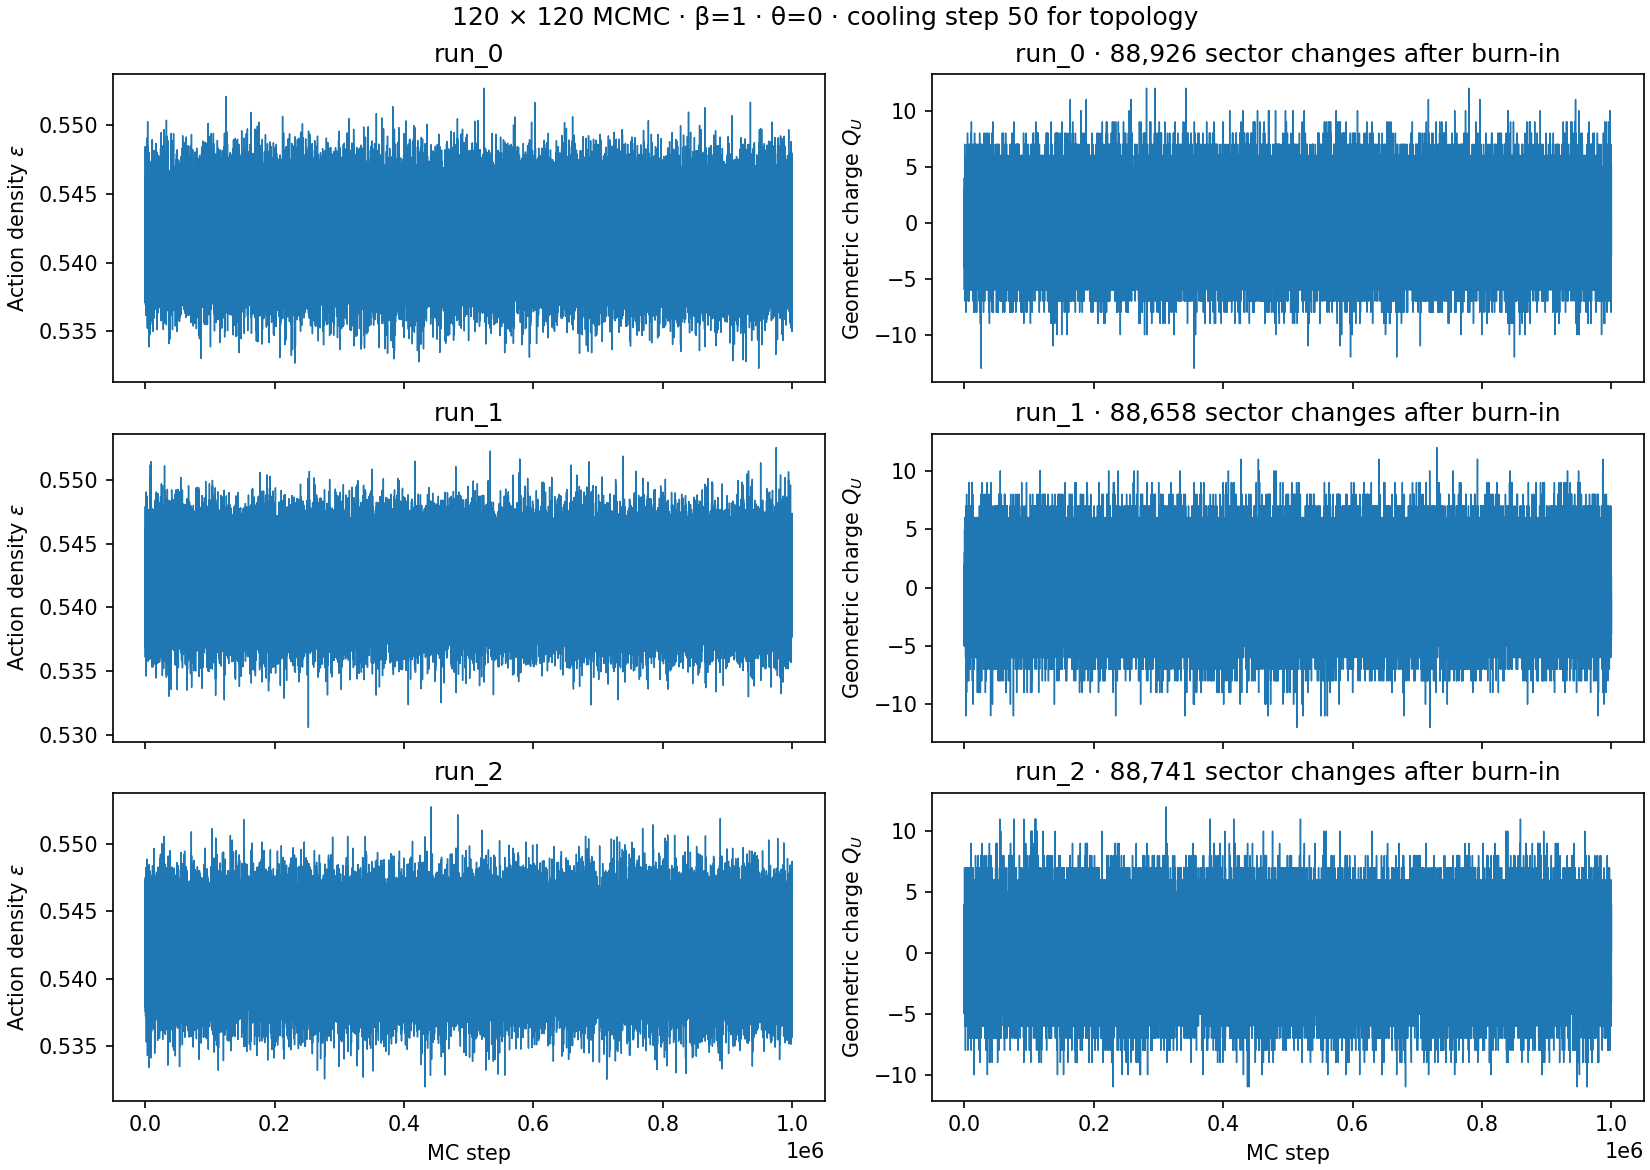 120 × 120 MCMC · β=1 · θ=0 · cooling step 50 for topology
run_0
Action density ε
0.550
0.545
0.540
0.535
run_0 · 88,926 sector changes after burn-in
Geometric charge Q_U
10
5
0
−5
−10
run_1
Action density ε
0.550
0.545
0.540
0.535
0.530
run_1 · 88,658 sector changes after burn-in
Geometric charge Q_U
10
5
0
−5
−10
run_2
Action density ε
0.550
0.545
0.540
0.535
0.0 0.2 0.4 0.6 0.8 1.0
1e6
MC step
run_2 · 88,741 sector changes after burn-in
Geometric charge Q_U
10
5
0
−5
−10
0.0 0.2 0.4 0.6 0.8 1.0
1e6
MC step